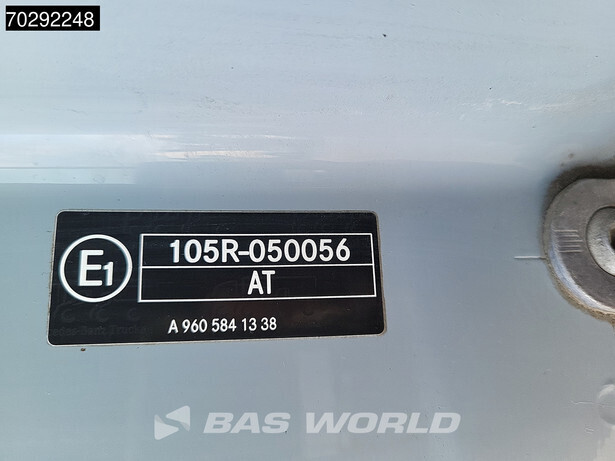 70292248
E1
105R-050056
AT
A 960 584 13 38
BAS WORLD